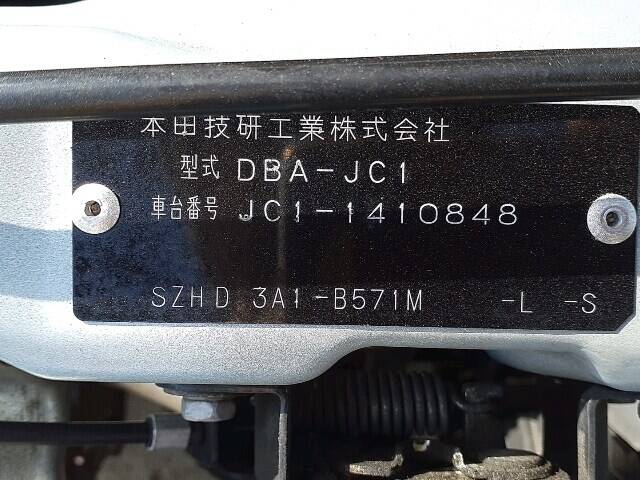 本田技研工業株式会社
型式 DBA-JC1
車台番号 JC1-1410848
SZHD 3A1-B571M -L -S